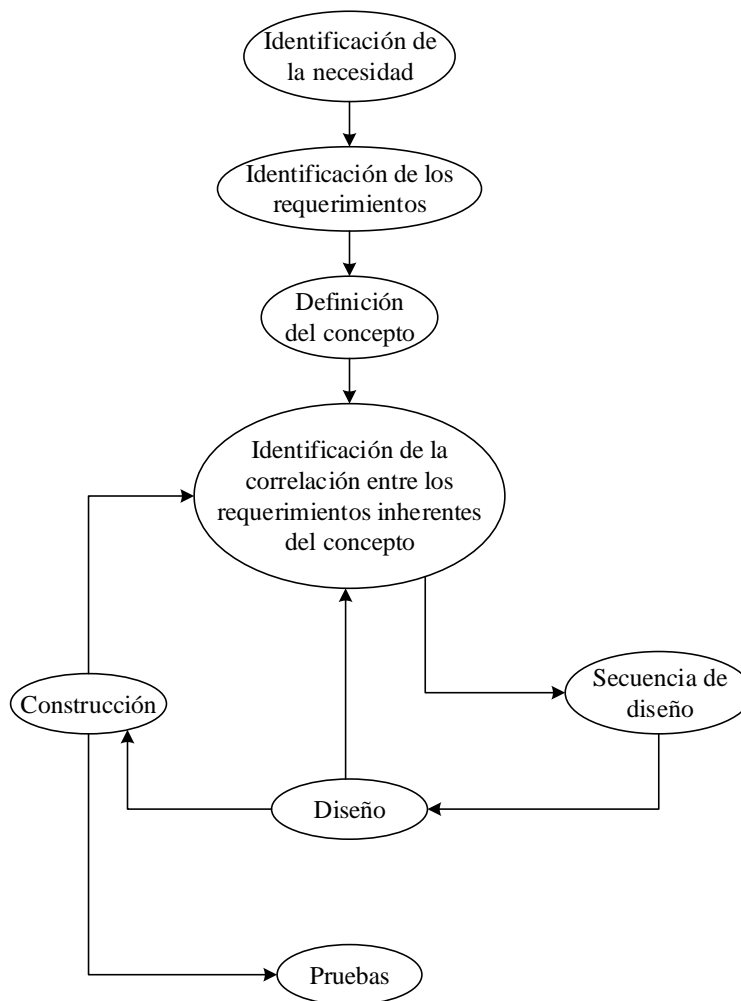 Identificación de
la necesidad
Identificación de los
requerimientos
Definición
del concepto
Identificación de la
correlación entre los
requerimientos inherentes
del concepto
Construcción
Secuencia de
diseño
Diseño
Pruebas